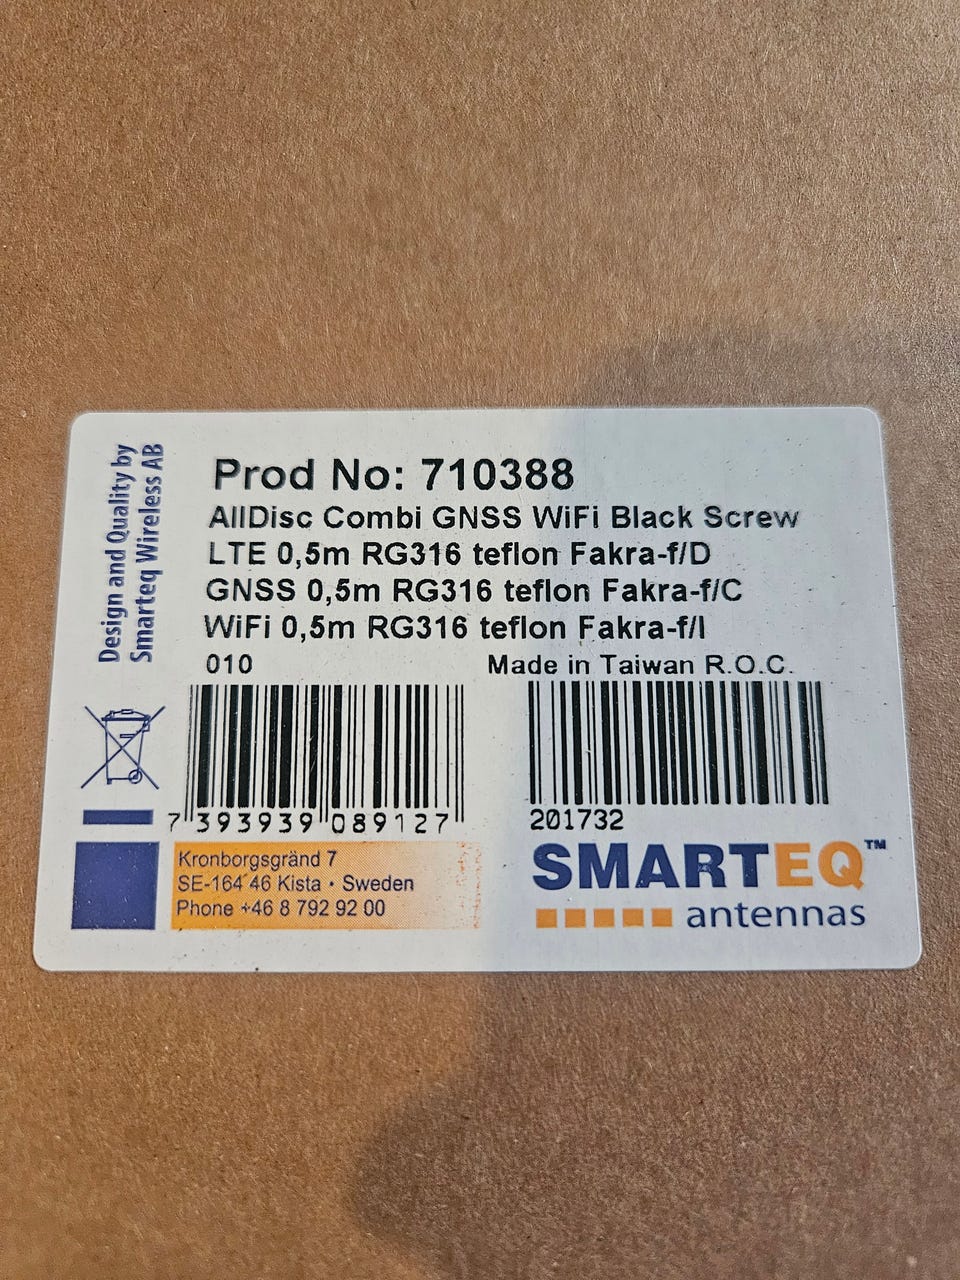 Design and Quality by
Smarteq Wireless AB
Prod No: 710388
AllDisc Combi GNSS WiFi Black Screw
LTE 0,5m RG316 teflon Fakra-f/D
GNSS 0,5m RG316 teflon Fakra-f/C
WiFi 0,5m RG316 teflon Fakra-f/I
010 Made in Taiwan R.O.C.
7 393939 089127
201732
Kronborgsgränd 7
SE-164 46 Kista • Sweden
Phone +46 8 792 92 00
SMARTEQ™
antennas